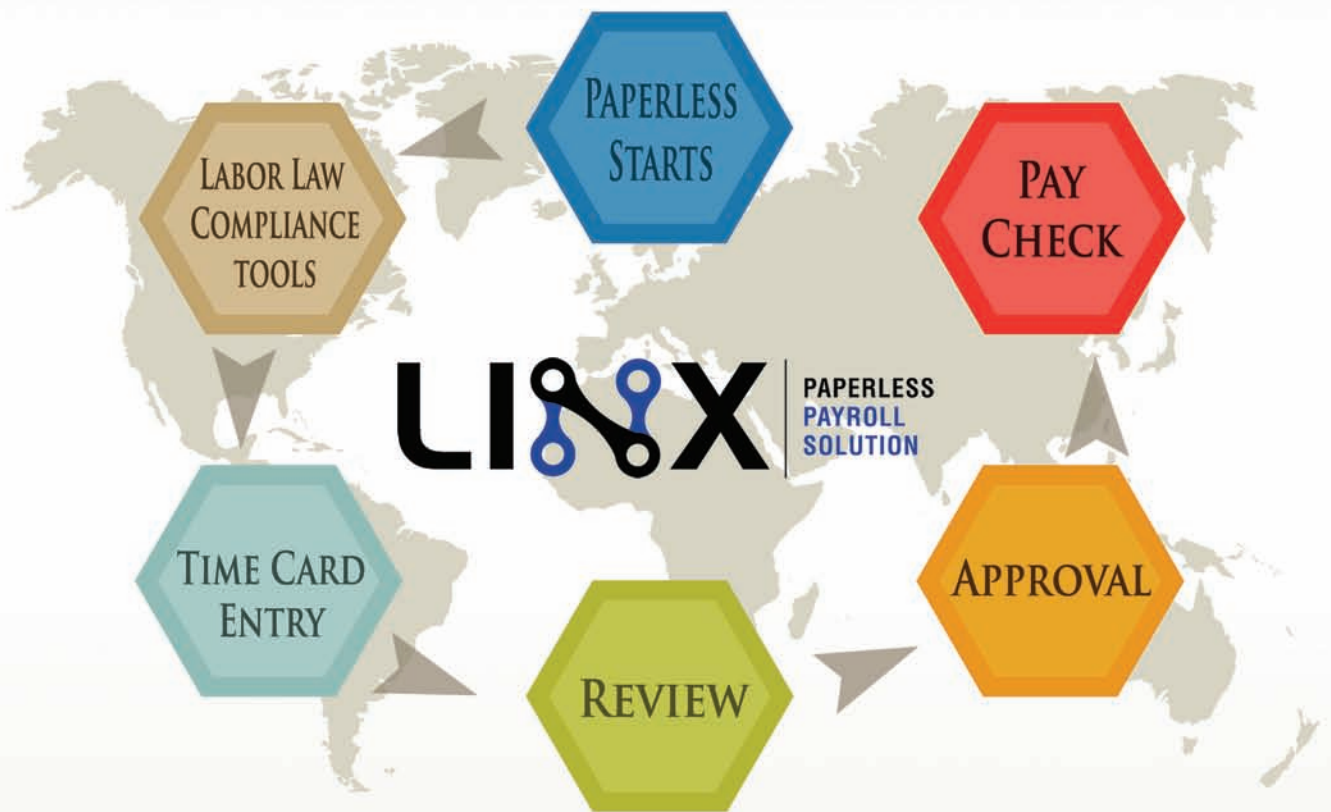 PAPERLESS
STARTS
LABOR LAW
COMPLIANCE
TOOLS
TIME CARD
ENTRY
REVIEW
APPROVAL
PAY
CHECK
LINX
PAPERLESS
PAYROLL
SOLUTION